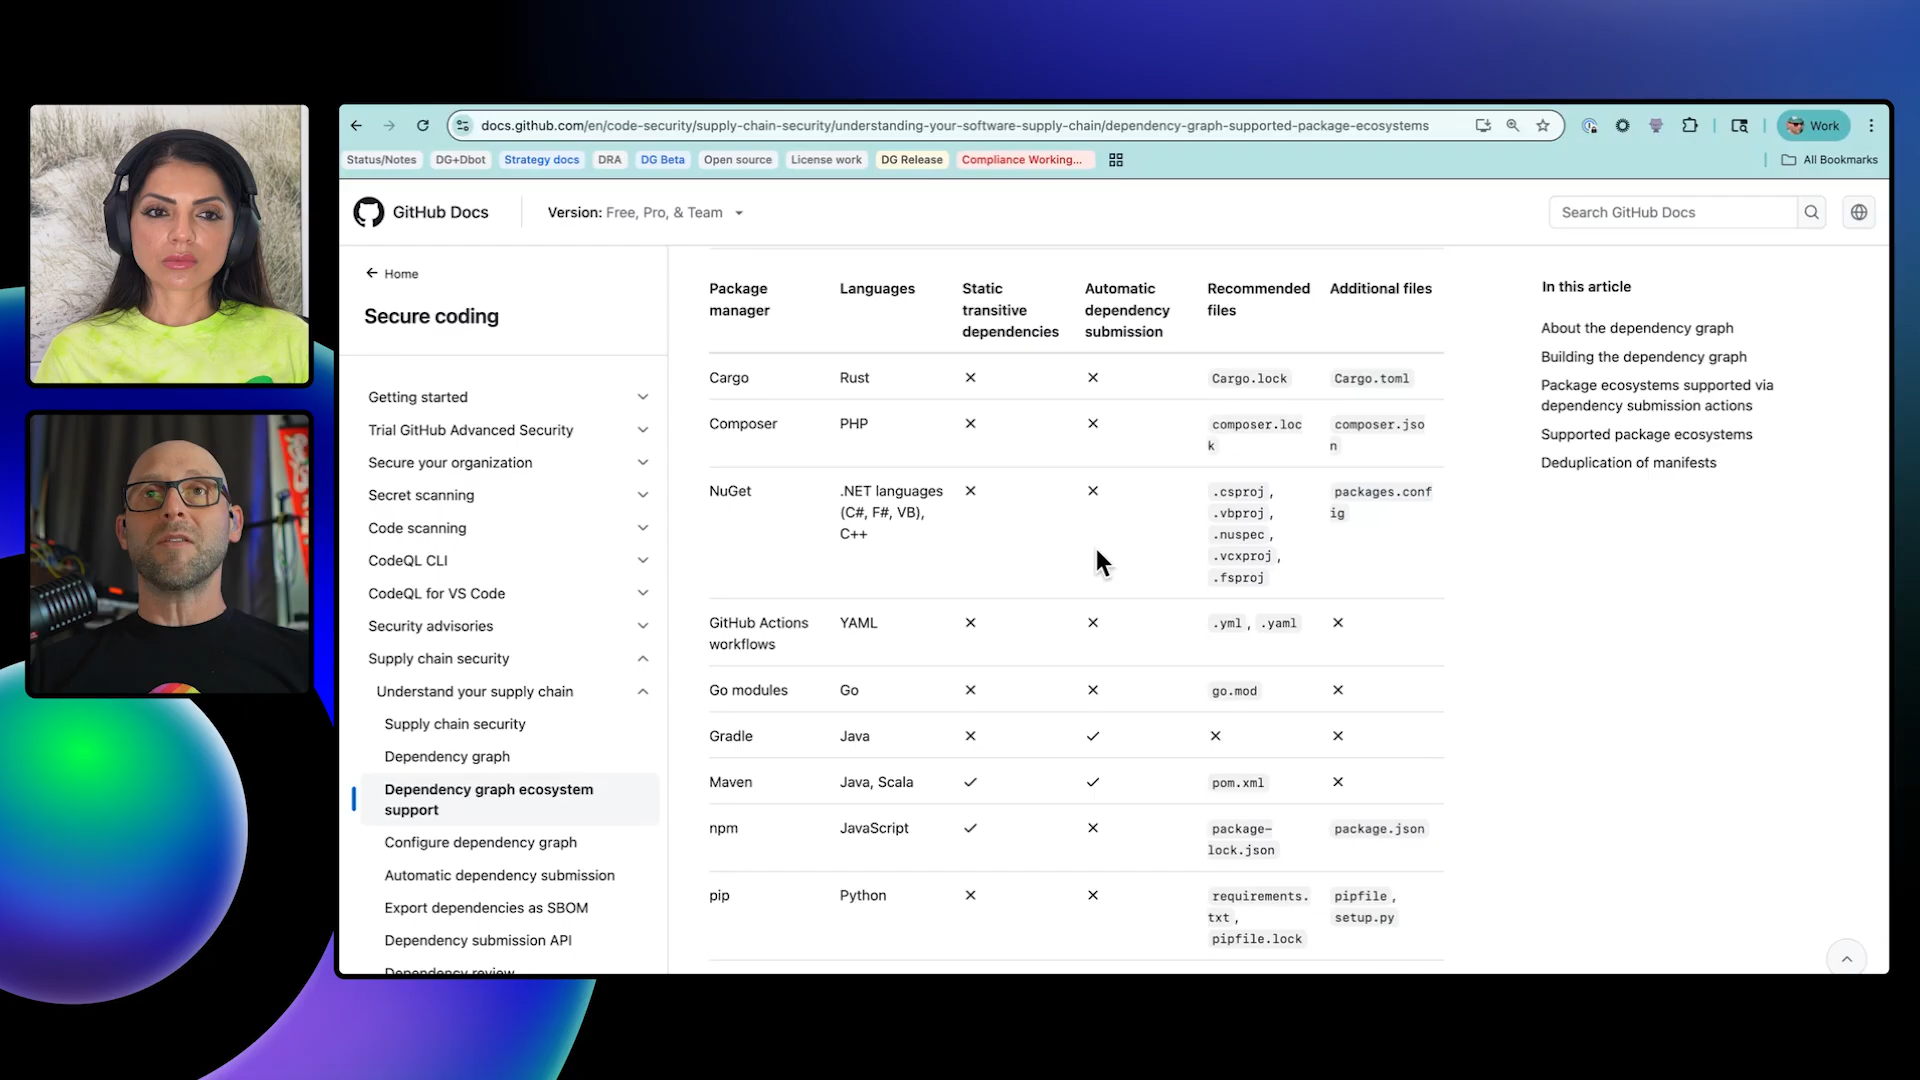 docs.github.com/en/code-security/supply-chain-security/understanding-your-software-supply-chain/dependency-graph-supported-package-ecosystems
Work
Status/Notes
DG+Dbot
Strategy docs
DRA
DG Beta
Open source
License work
DG Release
Compliance Working...
All Bookmarks
GitHub Docs
Version: Free, Pro, & Team
Search GitHub Docs
Home
Secure coding
Getting started
Trial GitHub Advanced Security
Secure your organization
Secret scanning
Code scanning
CodeQL CLI
CodeQL for VS Code
Security advisories
Supply chain security
Understand your supply chain
Supply chain security
Dependency graph
Dependency graph ecosystem
support
Configure dependency graph
Automatic dependency submission
Export dependencies as SBOM
Dependency submission API
Dependency review
Package
manager
Languages
Static
transitive
dependencies
Automatic
dependency
submission
Recommended
files
Additional files
Cargo
Rust
Cargo.lock
Cargo.toml
Composer
PHP
composer.loc
k
composer.jso
n
NuGet
.NET languages
(C#, F#, VB),
C++
.csproj,
.vbproj,
.nuspec,
.vcxproj,
.fsproj
packages.conf
ig
GitHub Actions
workflows
YAML
.yml, .yaml
Go modules
Go
go.mod
Gradle
Java
Maven
Java, Scala
pom.xml
npm
JavaScript
package-
lock.json
package.json
pip
Python
requirements.
txt,
pipfile.lock
pipfile,
setup.py
In this article
About the dependency graph
Building the dependency graph
Package ecosystems supported via
dependency submission actions
Supported package ecosystems
Deduplication of manifests